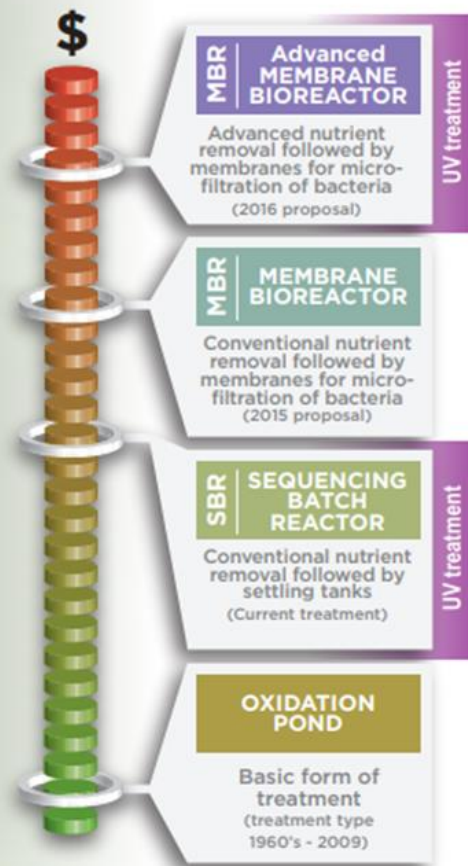 $
MBR
Advanced
MEMBRANE
BIOREACTOR
Advanced nutrient
removal followed by
membranes for micro-
filtration of bacteria
(2016 proposal)
UV treatment
MBR
MEMBRANE
BIOREACTOR
Conventional nutrient
removal followed by
membranes for micro-
filtration of bacteria
(2015 proposal)
SBR
SEQUENCING
BATCH
REACTOR
Conventional nutrient
removal followed by
settling tanks
(Current treatment)
UV treatment
OXIDATION
POND
Basic form of
treatment
(treatment type
1960's - 2009)